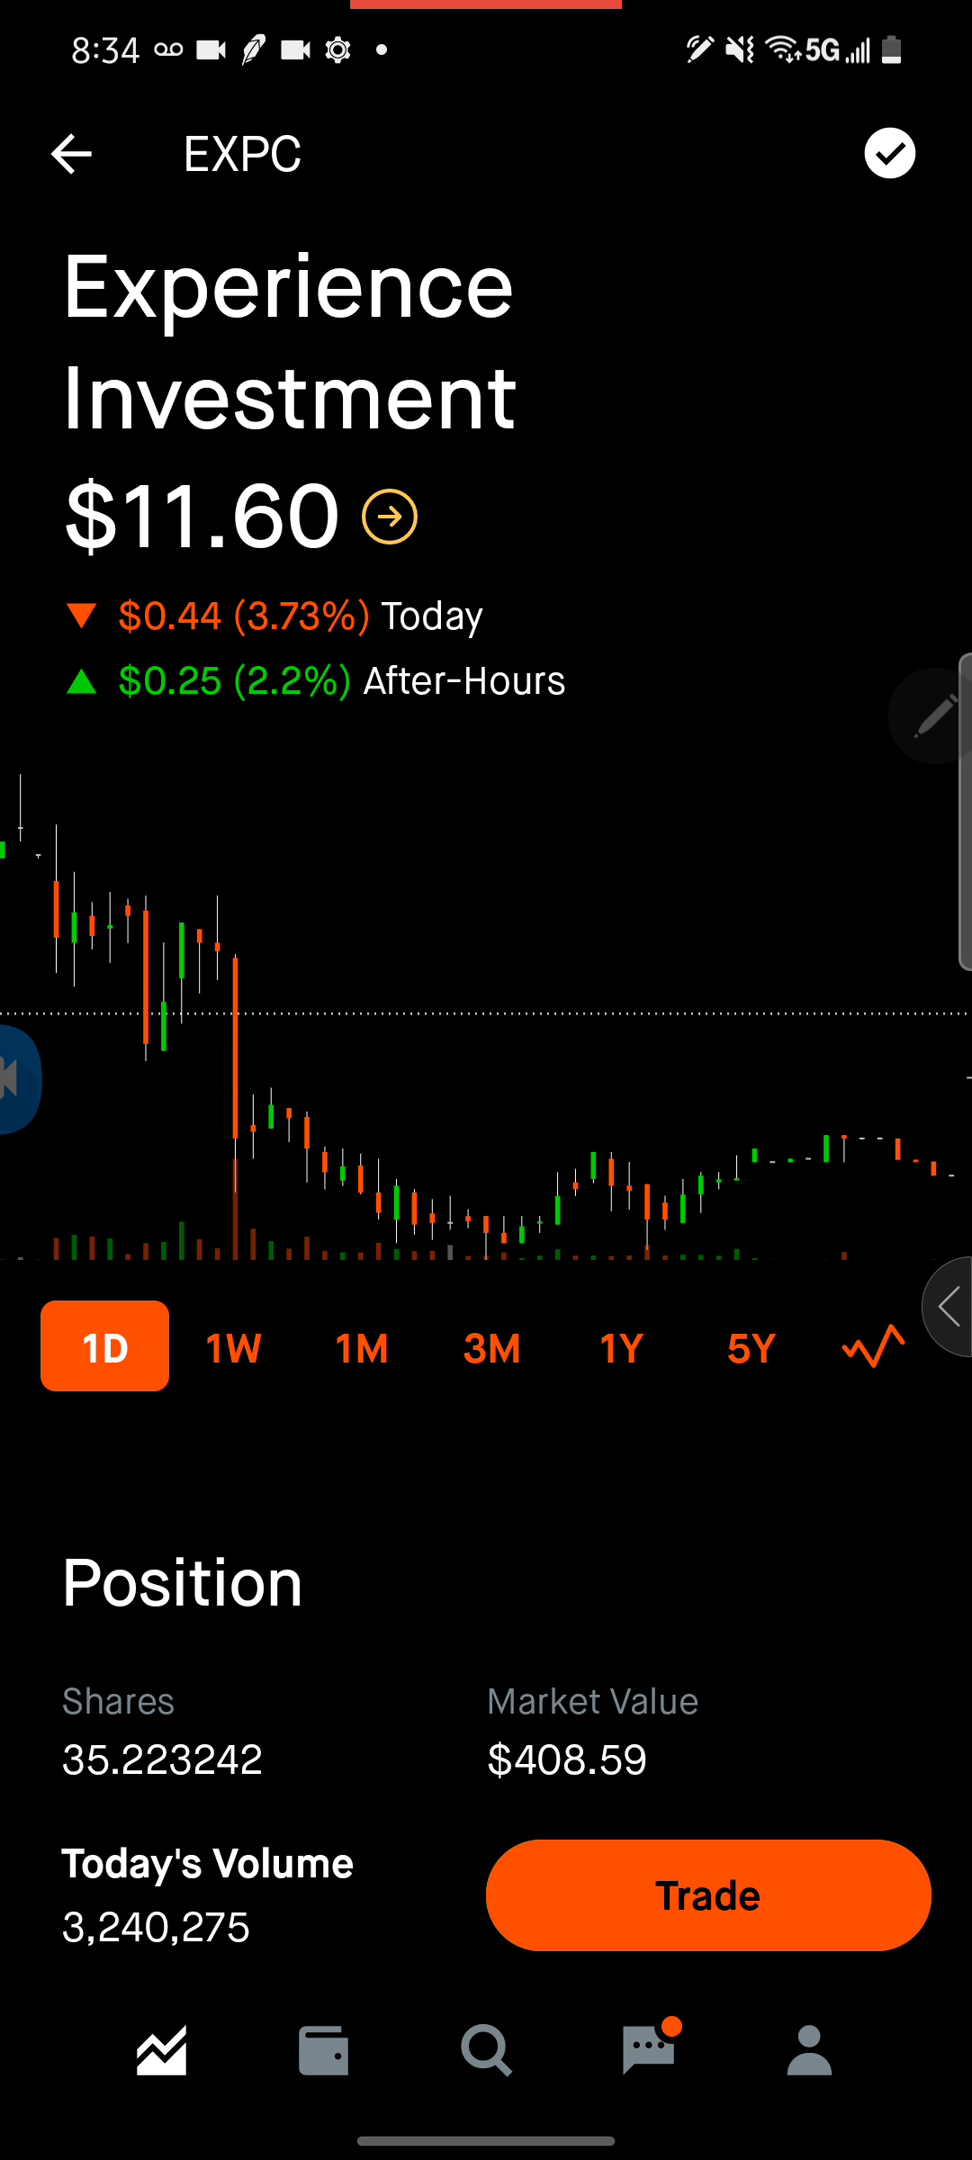 8:34
5G
EXPC
Experience
Investment
$11.60
$0.44 (3.73%) Today
$0.25 (2.2%) After-Hours
1D 1W 1M 3M 1Y 5Y
Position
Shares Market Value
35.223242 $408.59
Today's Volume
3,240,275
Trade